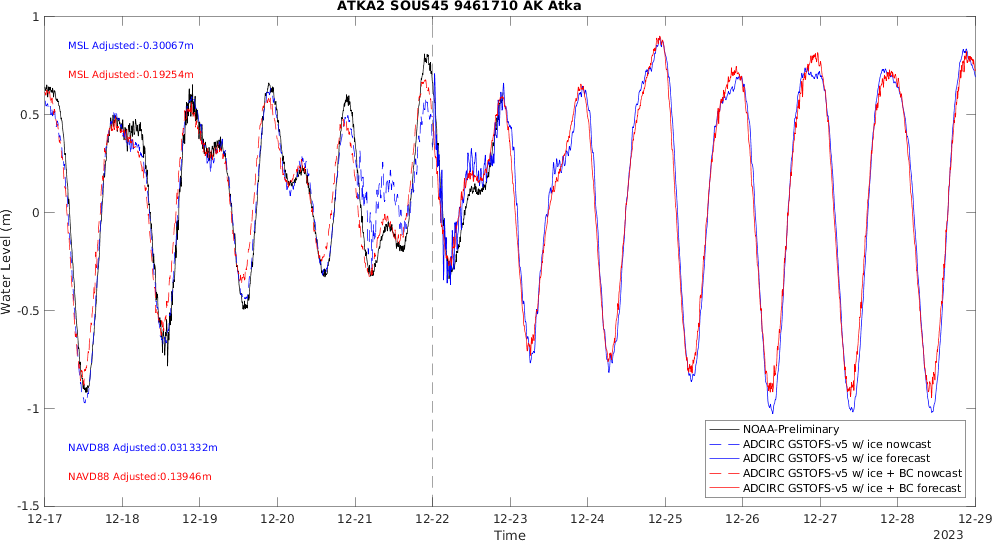 ATKA2 SOUS45 9461710 AK Atka
MSL Adjusted:-0.30067m
MSL Adjusted:-0.19254m
NAVD88 Adjusted:0.031332m
NAVD88 Adjusted:0.13946m
Water Level (m)
1
0.5
0
-0.5
-1
-1.5
NOAA-Preliminary
ADCIRC GSTOFS-v5 w/ ice nowcast
ADCIRC GSTOFS-v5 w/ ice forecast
ADCIRC GSTOFS-v5 w/ ice + BC nowcast
ADCIRC GSTOFS-v5 w/ ice + BC forecast
12-17 12-18 12-19 12-20 12-21 12-22 12-23 12-24 12-25 12-26 12-27 12-28 12-29
Time
2023